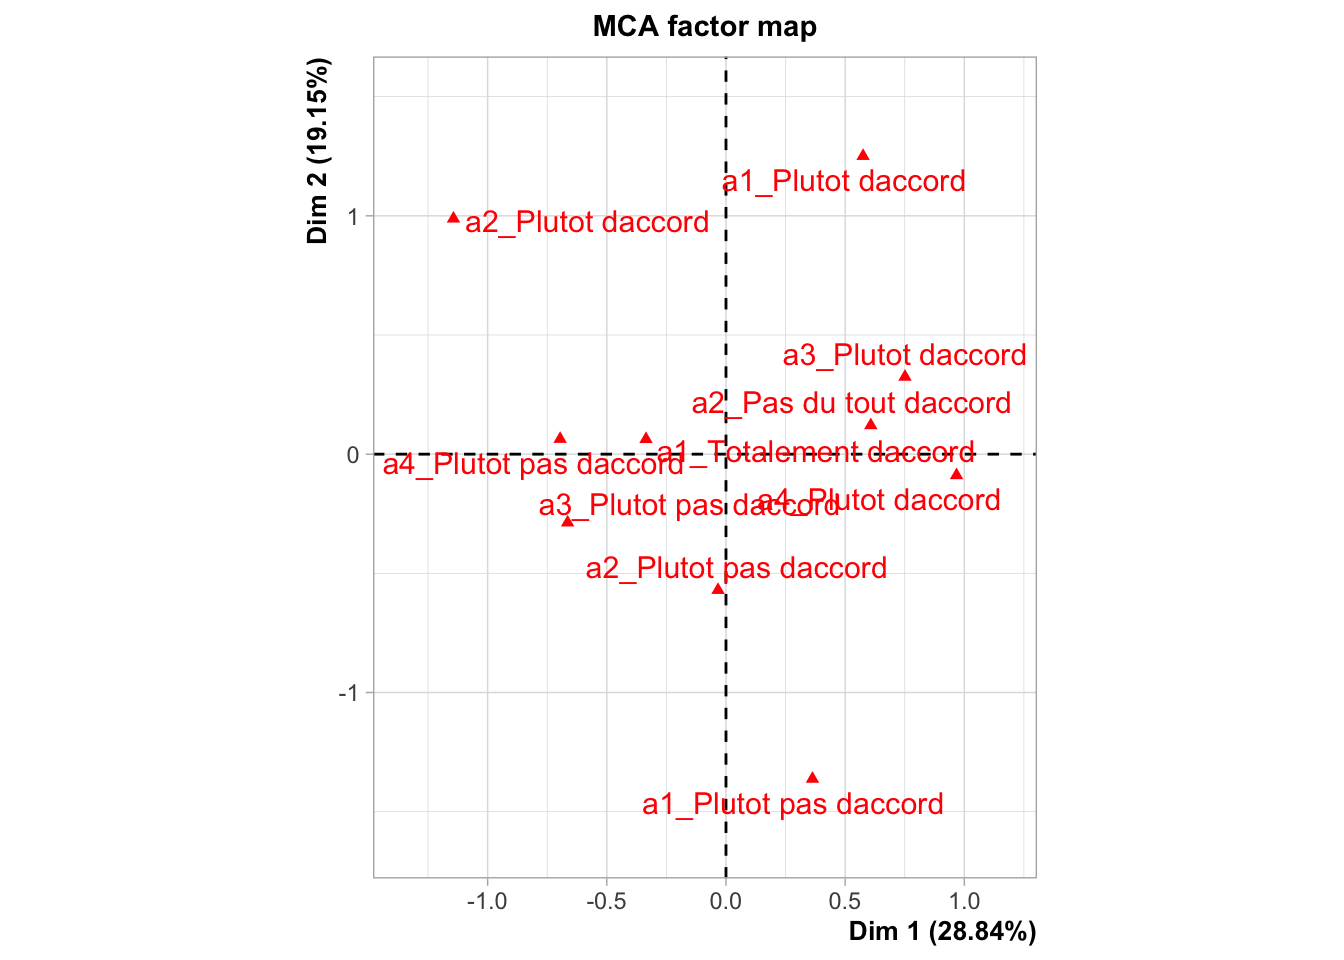 MCA factor map
Dim 2 (19.15%)
a1_Plutot daccord
1
a2_Plutot daccord
a3_Plutot daccord
a2_Pas du tout daccord
a1_Totalement daccord
0
a4_Plutot pas daccord
a3_Plutot pas daccord
a4_Plutot daccord
a2_Plutot pas daccord
-1
a1_Plutot pas daccord
-1.0 -0.5 0.0 0.5 1.0
Dim 1 (28.84%)